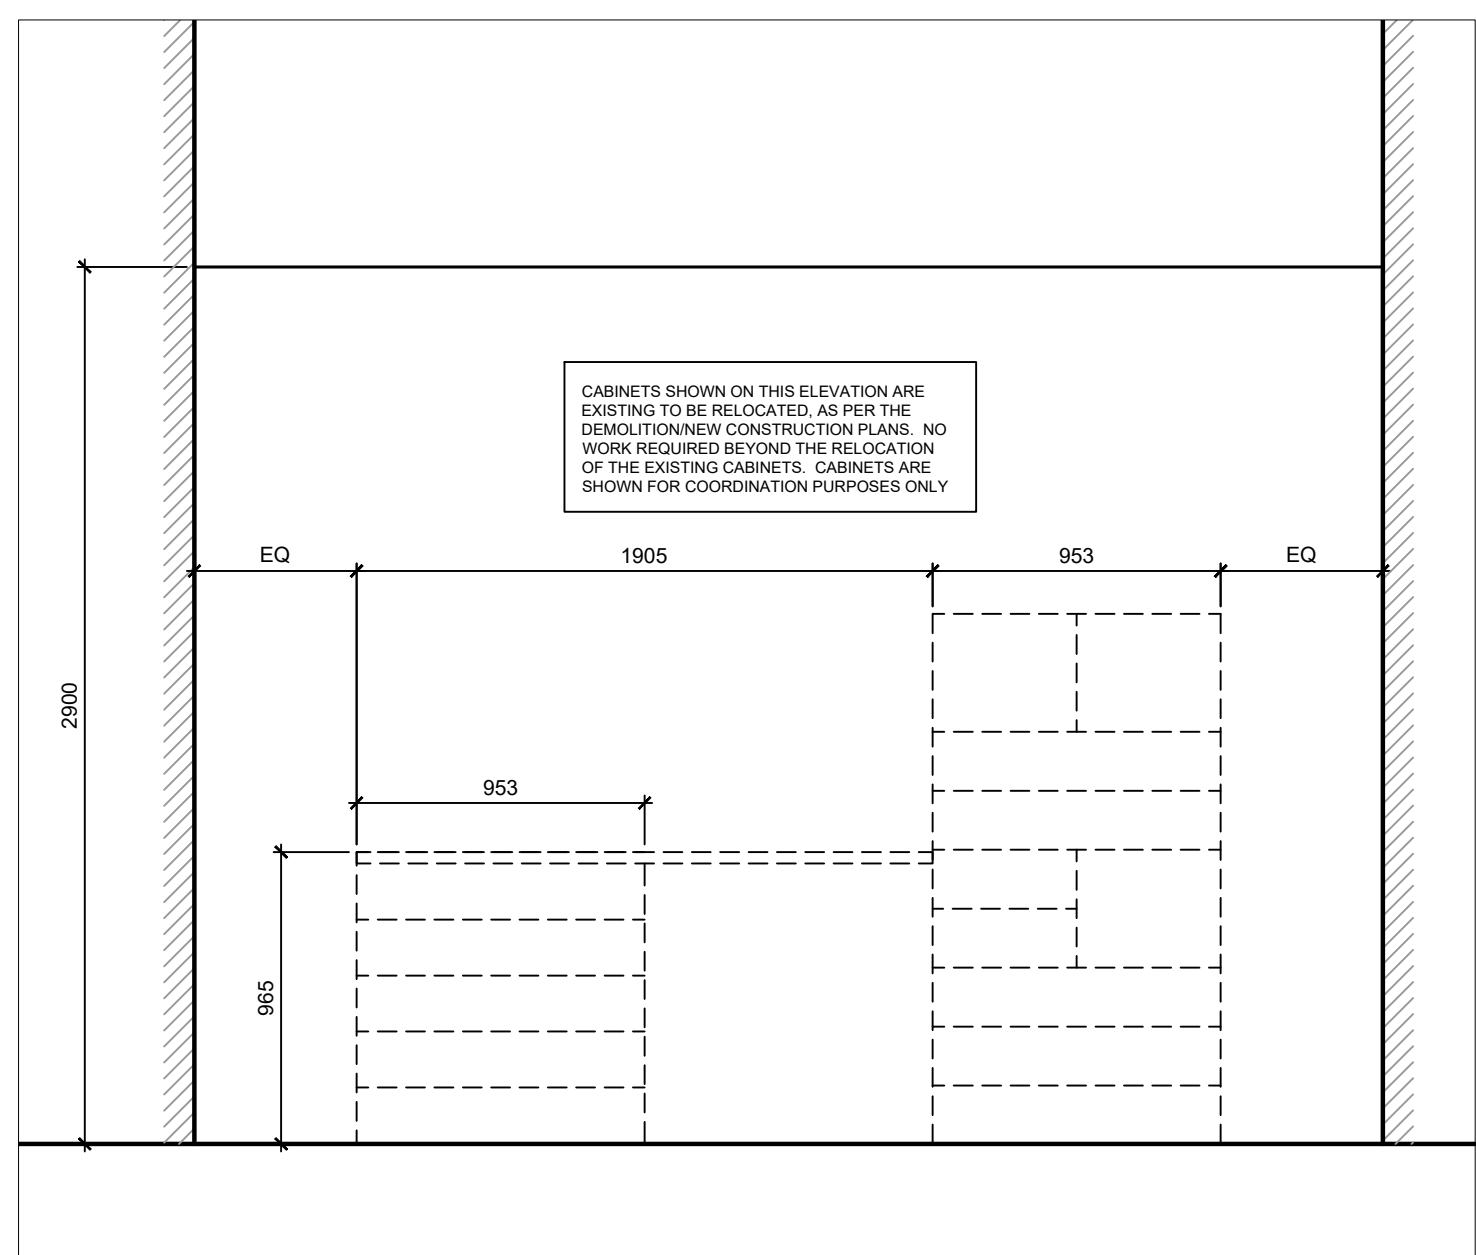 CABINETS SHOWN ON THIS ELEVATION ARE
EXISTING TO BE RELOCATED, AS PER THE
DEMOLITION/NEW CONSTRUCTION PLANS.  NO
WORK REQUIRED BEYOND THE RELOCATION
OF THE EXISTING CABINETS.  CABINETS ARE
SHOWN FOR COORDINATION PURPOSES ONLY
EQ
1905
953
EQ
2900
953
965